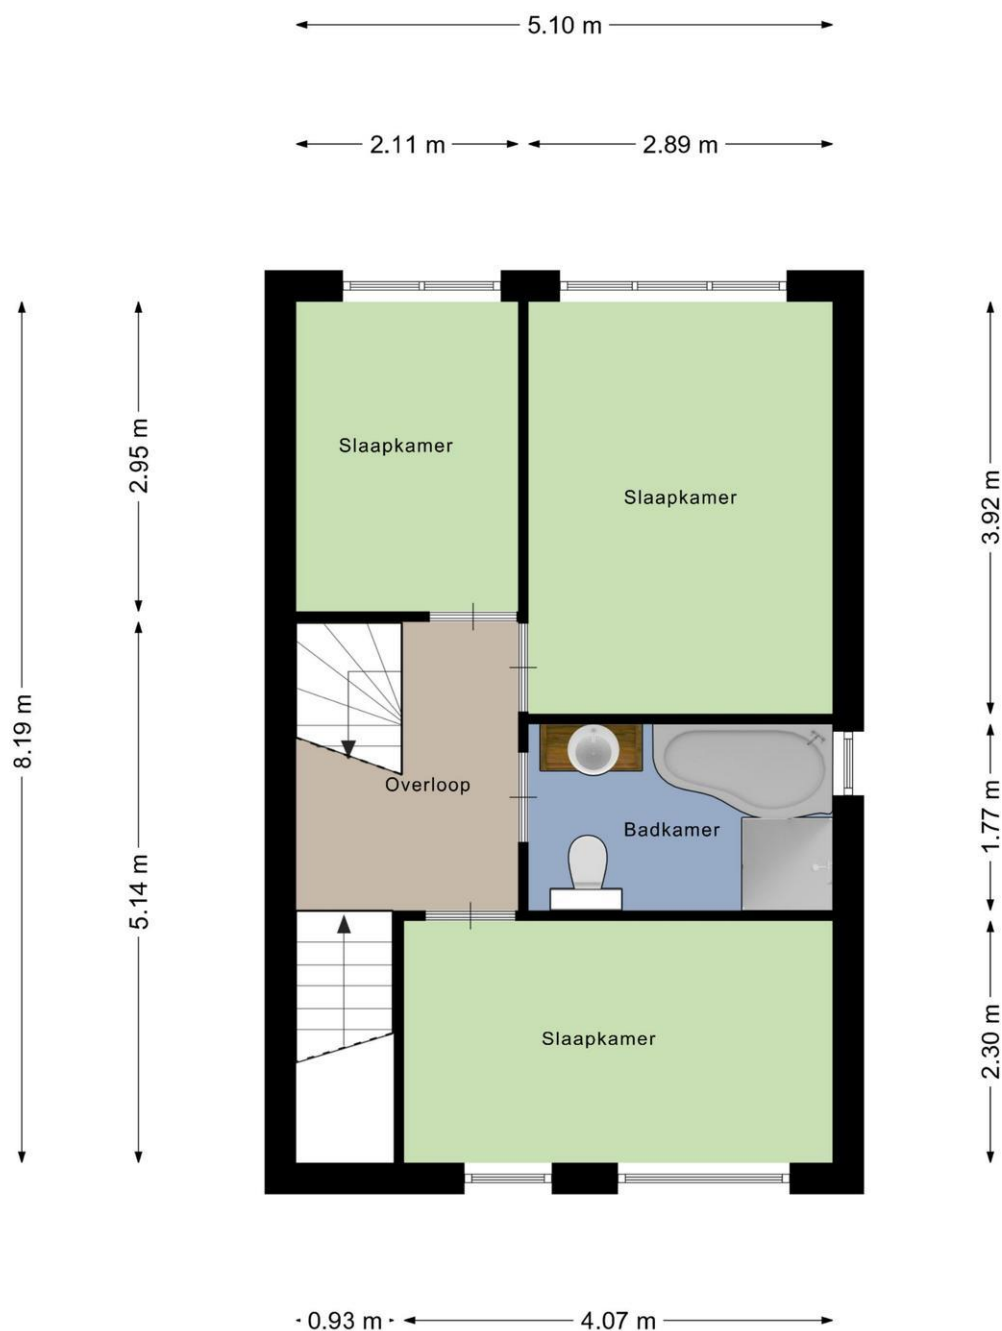 5.10 m
2.11 m
2.89 m
Slaapkamer
2.95 m
Slaapkamer
3.92 m
8.19 m
Overloop
Badkamer
1.77 m
5.14 m
Slaapkamer
2.30 m
0.93 m
4.07 m